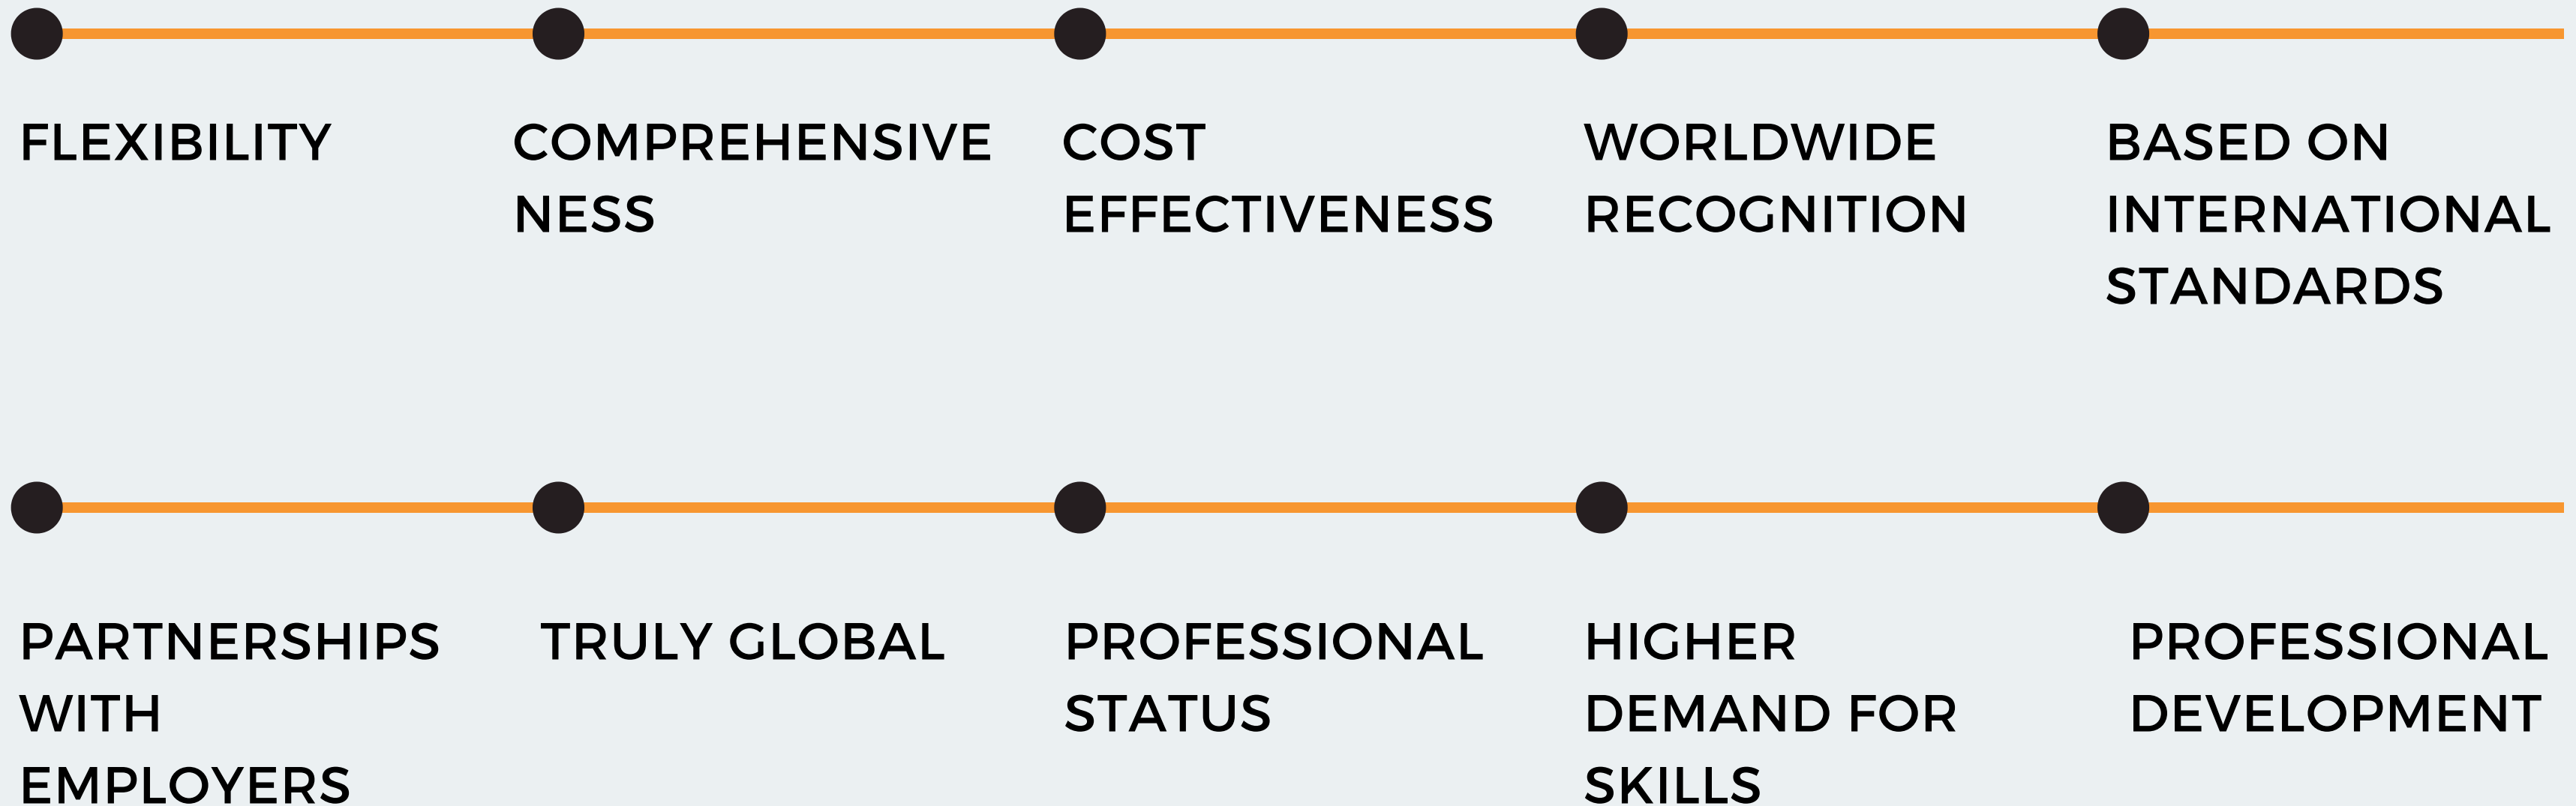 FLEXIBILITY
COMPREHENSIVE
NESS
COST
EFFECTIVENESS
WORLDWIDE
RECOGNITION
BASED ON
INTERNATIONAL
STANDARDS
PARTNERSHIPS
WITH
EMPLOYERS
TRULY GLOBAL
PROFESSIONAL
STATUS
HIGHER
DEMAND FOR
SKILLS
PROFESSIONAL
DEVELOPMENT